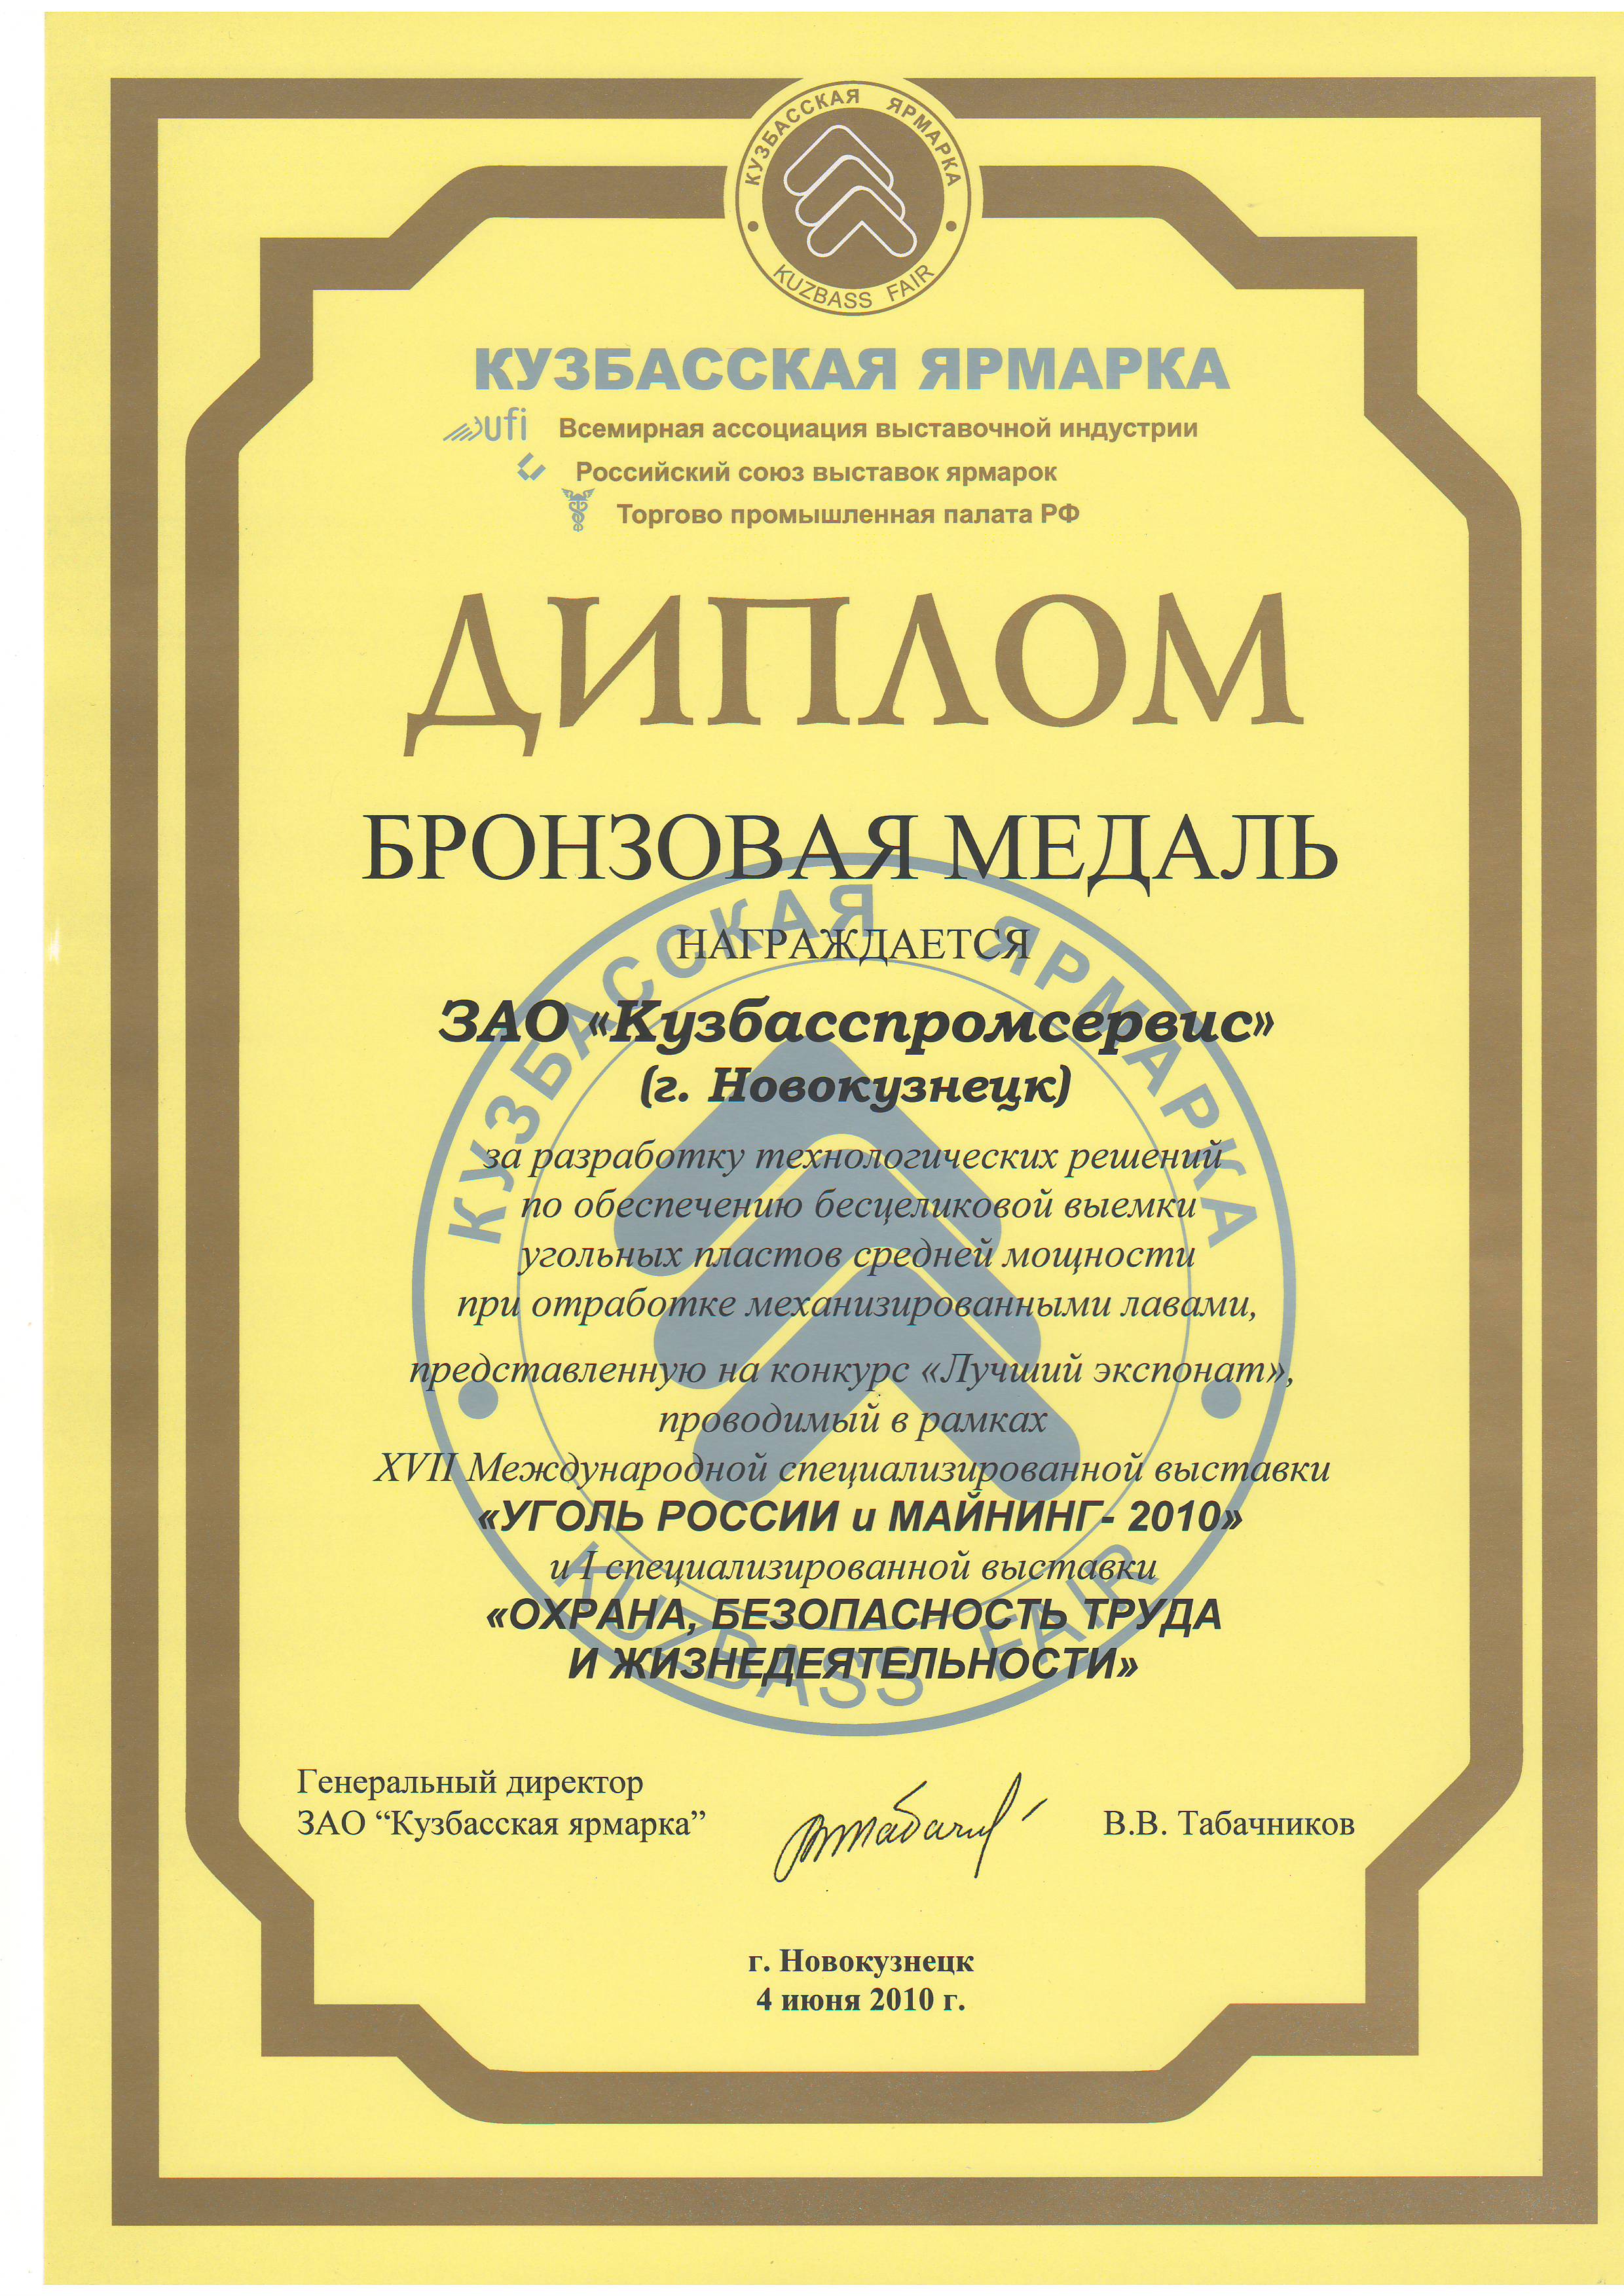 КУЗБАССКАЯ ЯРМАРКА
KUZBASS FAIR
КУЗБАССКАЯ ЯРМАРКА
ufi Всемирная ассоциация выставочной индустрии
Российский союз выставок ярмарок
Торгово промышленная палата РФ
ДИПЛОМ
БРОНЗОВАЯ МЕДАЛЬ
НАГРАЖДАЕТСЯ
ЗАО «Кузбасспромсервис»
(г. Новокузнецк)
за разработку технологических решений
по обеспечению бесцеликовой выемки
угольных пластов средней мощности
при отработке механизированными лавами,
представленную на конкурс «Лучший экспонат»,
проводимый в рамках
XVII Международной специализированной выставки
«УГОЛЬ РОССИИ и МАЙНИНГ- 2010»
и I специализированной выставки
«ОХРАНА, БЕЗОПАСНОСТЬ ТРУДА
И ЖИЗНЕДЕЯТЕЛЬНОСТИ»
КУЗБАССКАЯ ЯРМАРКА
KUZBASS FAIR
Генеральный директор
ЗАО “Кузбасская ярмарка”
В.В. Табачников
г. Новокузнецк
4 июня 2010 г.